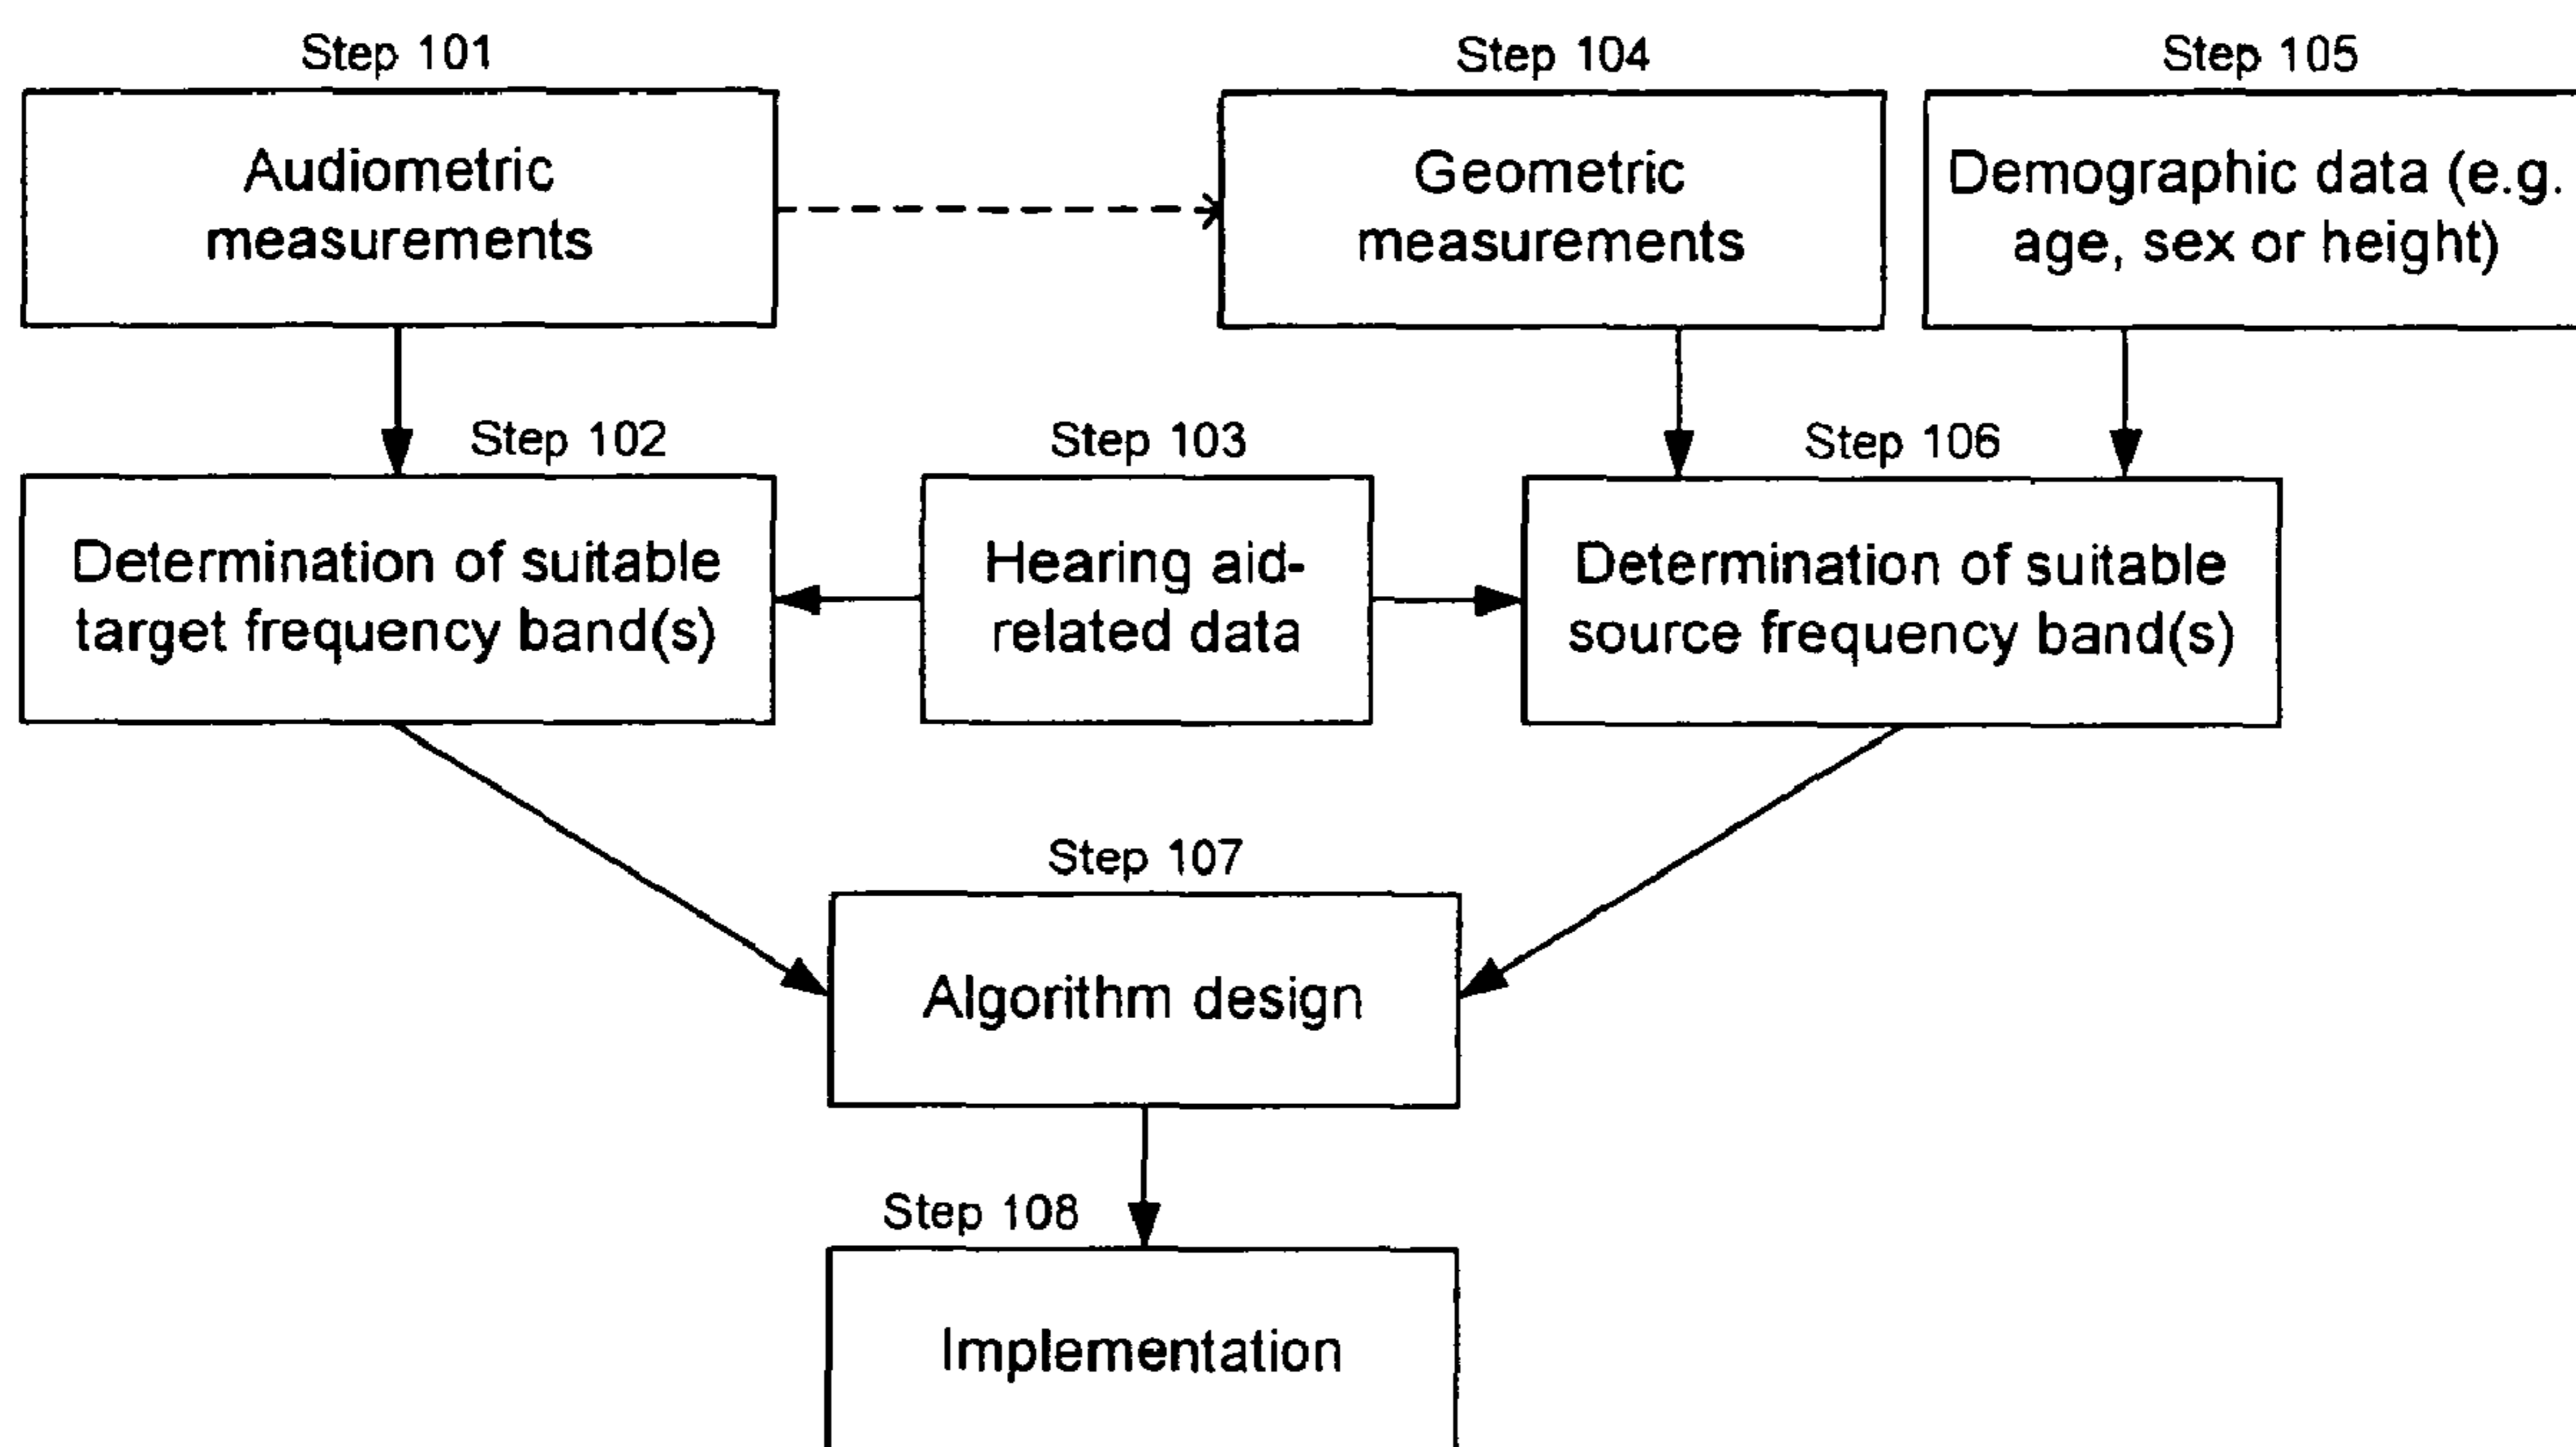 Step 101
Audiometric
measurements
Step 104
Geometric
measurements
Step 105
Demographic data (e.g.
age, sex or height)
Step 102
Determination of suitable
target frequency band(s)
Step 103
Hearing aid-
related data
Step 106
Determination of suitable
source frequency band(s)
Step 107
Algorithm design
Step 108
Implementation